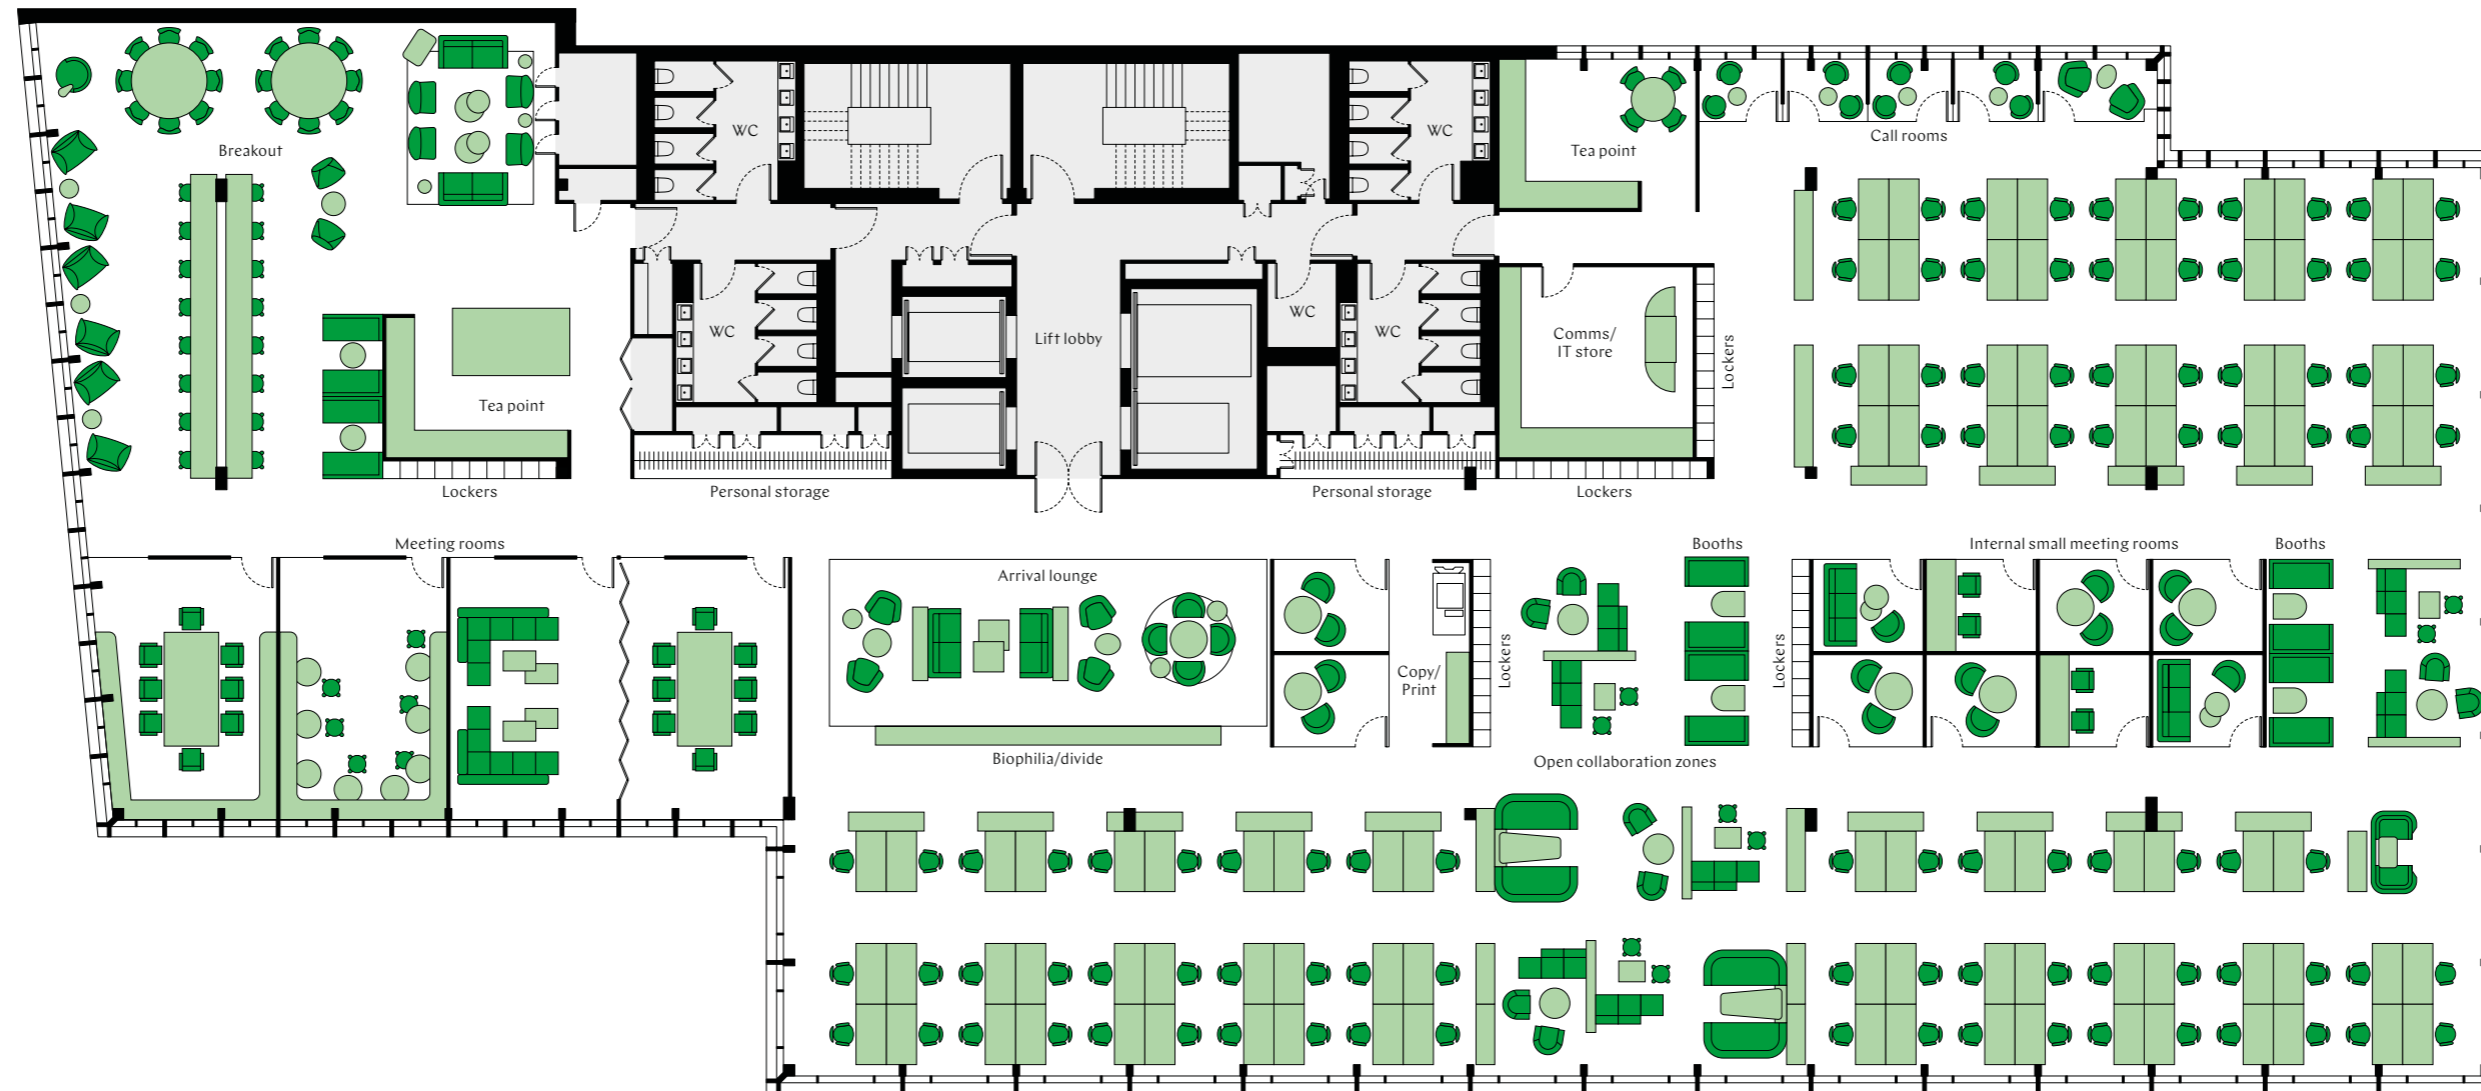 Breakout
WC
WC
Tea point
Call rooms
WC
Lift lobby
WC
WC
Comms/
IT store
Lockers
Tea point
Lockers
Personal storage
Personal storage
Lockers
Meeting rooms
Booths
Internal small meeting rooms
Booths
Arrival lounge
Copy/
Print
Lockers
Lockers
Biophilia/divide
Open collaboration zones